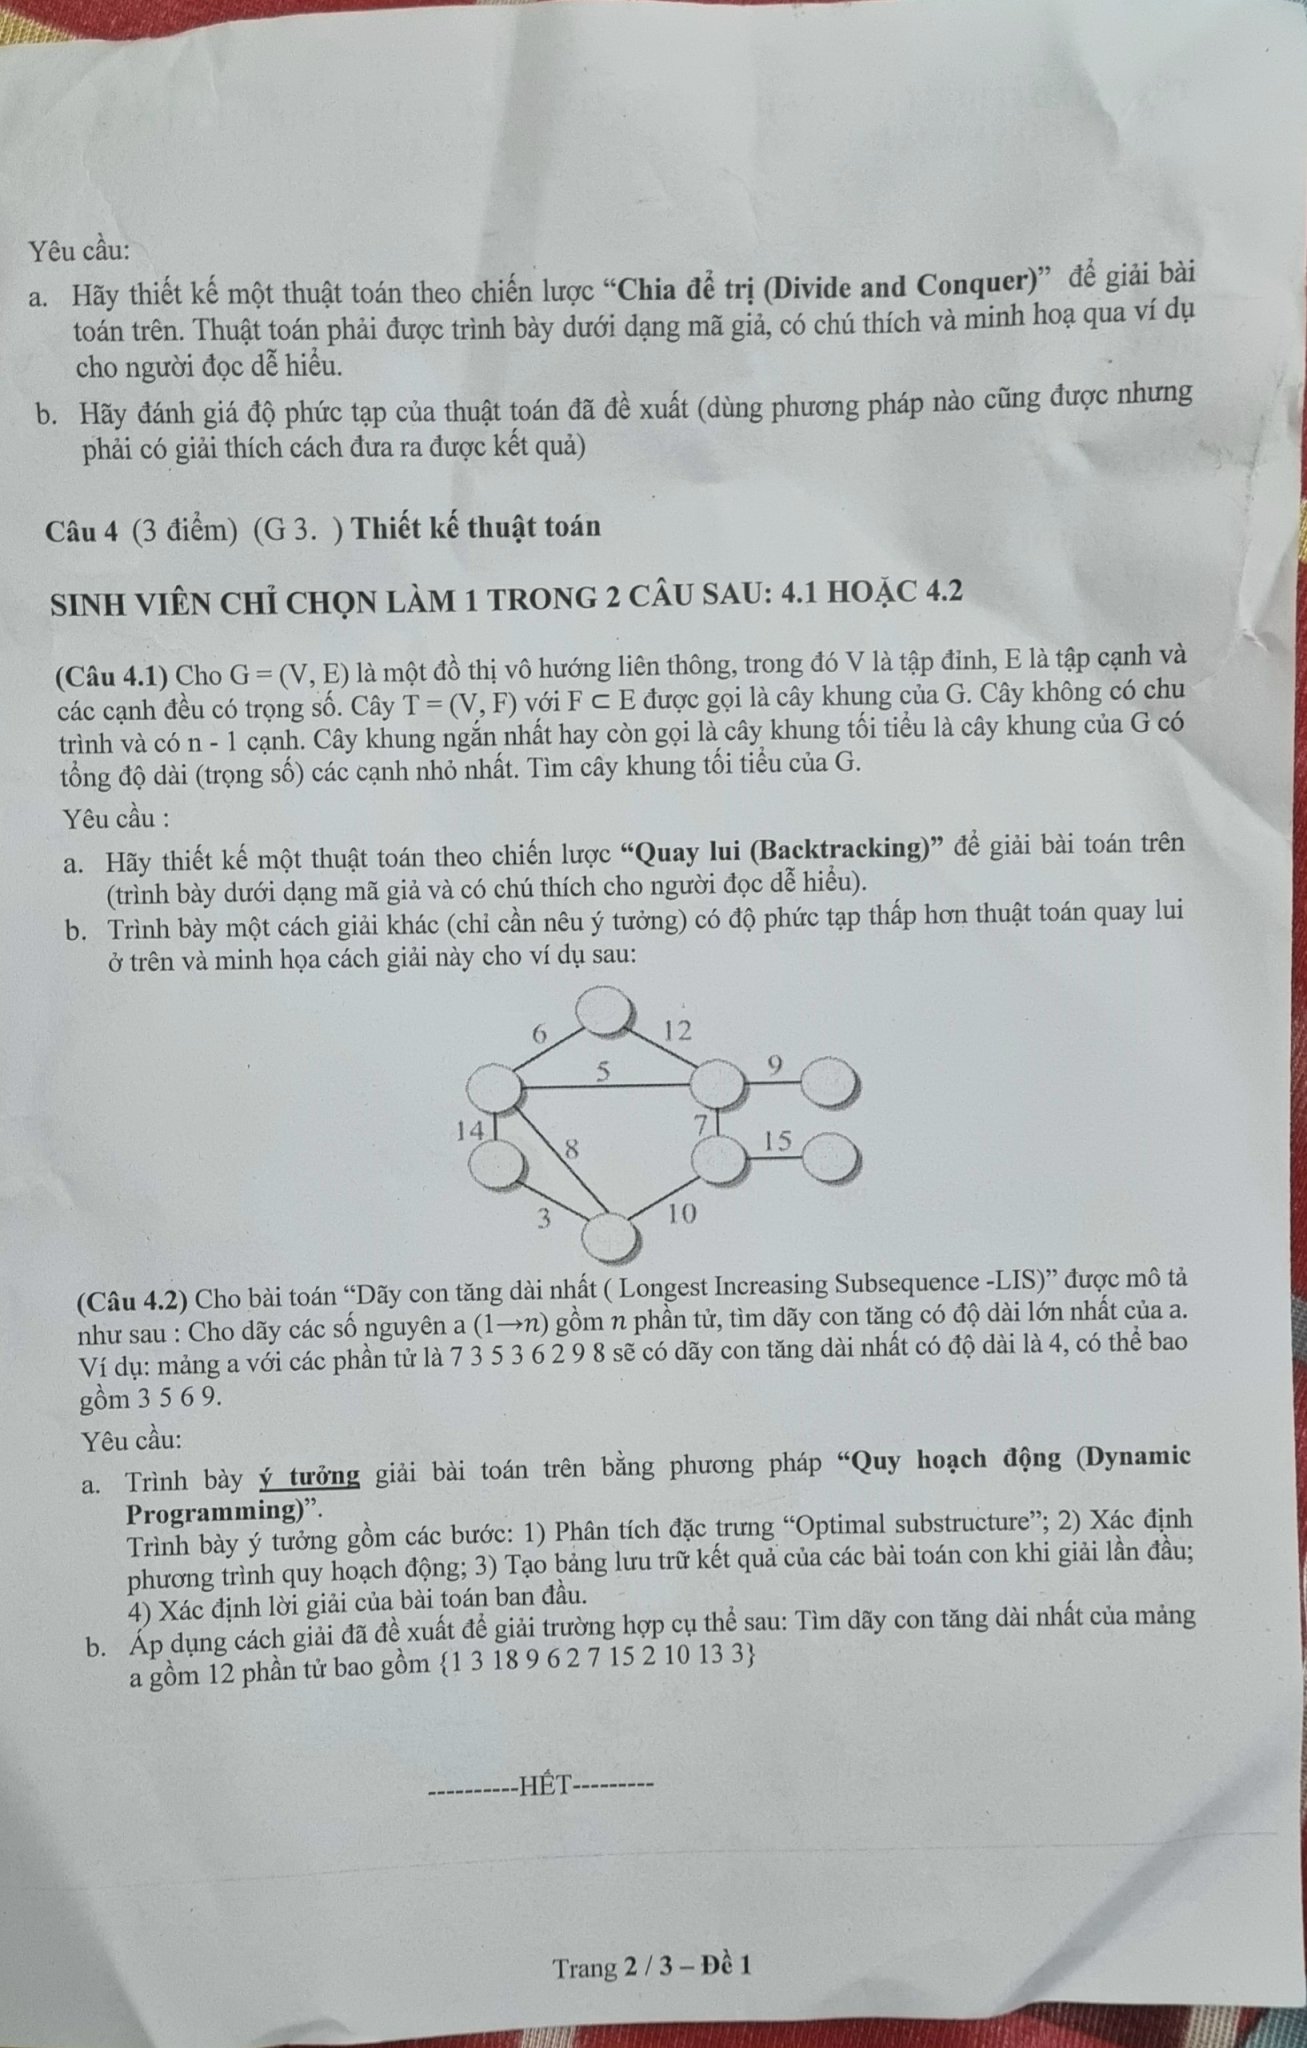 Yêu cầu:
a. Hãy thiết kế một thuật toán theo chiến lược “Chia để trị (Divide and Conquer)” để giải bài
toán trên. Thuật toán phải được trình bày dưới dạng mã giả, có chú thích và minh hoạ qua ví dụ
cho người đọc dễ hiểu.
b. Hãy đánh giá độ phức tạp của thuật toán đã đề xuất (dùng phương pháp nào cũng được nhưng
phải có giải thích cách đưa ra được kết quả)
Câu 4 (3 điểm) (G 3. ) Thiết kế thuật toán
SINH VIÊN CHỈ CHỌN LÀM 1 TRONG 2 CÂU SAU: 4.1 HOẶC 4.2
(Câu 4.1) Cho G = (V, E) là một đồ thị vô hướng liên thông, trong đó V là tập đỉnh, E là tập cạnh và
các cạnh đều có trọng số. Cây T = (V, F) với F ⊂ E được gọi là cây khung của G. Cây không có chu
trình và có n - 1 cạnh. Cây khung ngắn nhất hay còn gọi là cây khung tối tiểu là cây khung của G có
tổng độ dài (trọng số) các cạnh nhỏ nhất. Tìm cây khung tối tiểu của G.
Yêu cầu :
a. Hãy thiết kế một thuật toán theo chiến lược “Quay lui (Backtracking)” để giải bài toán trên
(trình bày dưới dạng mã giả và có chú thích cho người đọc dễ hiểu).
b. Trình bày một cách giải khác (chỉ cần nêu ý tưởng) có độ phức tạp thấp hơn thuật toán quay lui
ở trên và minh họa cách giải này cho ví dụ sau:
6 12
5 9
14 8 7 15
3 10
(Câu 4.2) Cho bài toán “Dãy con tăng dài nhất ( Longest Increasing Subsequence -LIS)” được mô tả
như sau : Cho dãy các số nguyên a (1→n) gồm n phần tử, tìm dãy con tăng có độ dài lớn nhất của a.
Ví dụ: mảng a với các phần tử là 7 3 5 3 6 2 9 8 sẽ có dãy con tăng dài nhất có độ dài là 4, có thể bao
gồm 3 5 6 9.
Yêu cầu:
a. Trình bày ý tưởng giải bài toán trên bằng phương pháp “Quy hoạch động (Dynamic
Programming)”.
Trình bày ý tưởng gồm các bước: 1) Phân tích đặc trưng “Optimal substructure”; 2) Xác định
phương trình quy hoạch động; 3) Tạo bảng lưu trữ kết quả của các bài toán con khi giải lần đầu;
4) Xác định lời giải của bài toán ban đầu.
b. Áp dụng cách giải đã đề xuất để giải trường hợp cụ thể sau: Tìm dãy con tăng dài nhất của mảng
a gồm 12 phần tử bao gồm {1 3 18 9 6 2 7 15 2 10 13 3}
----------HẾT---------
Trang 2 / 3 – Đề 1